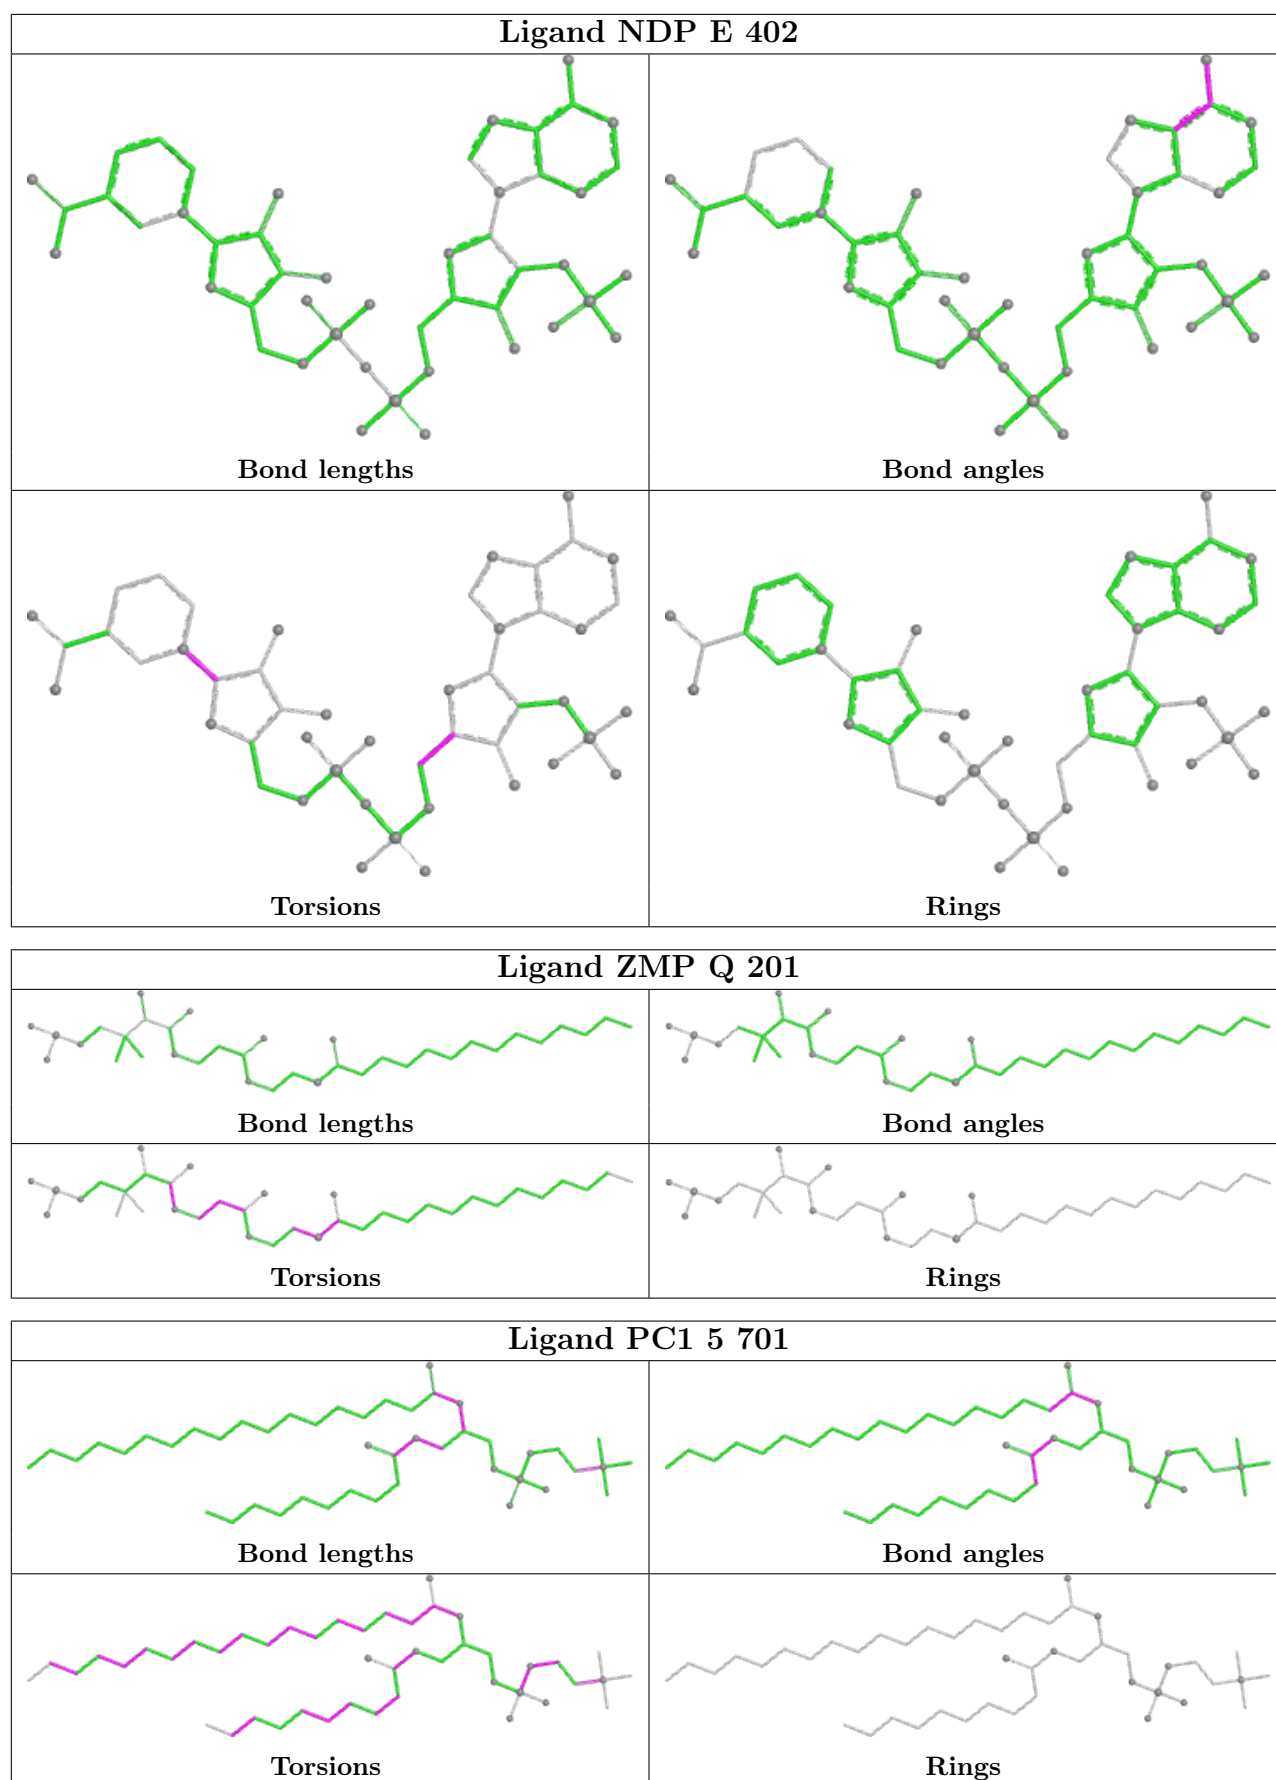 Ligand NDP E 402
Bond lengths
Bond angles
Torsions
Rings
Ligand ZMP Q 201
Bond lengths
Bond angles
Torsions
Rings
Ligand PC1 5 701
Bond lengths
Bond angles
Torsions
Rings